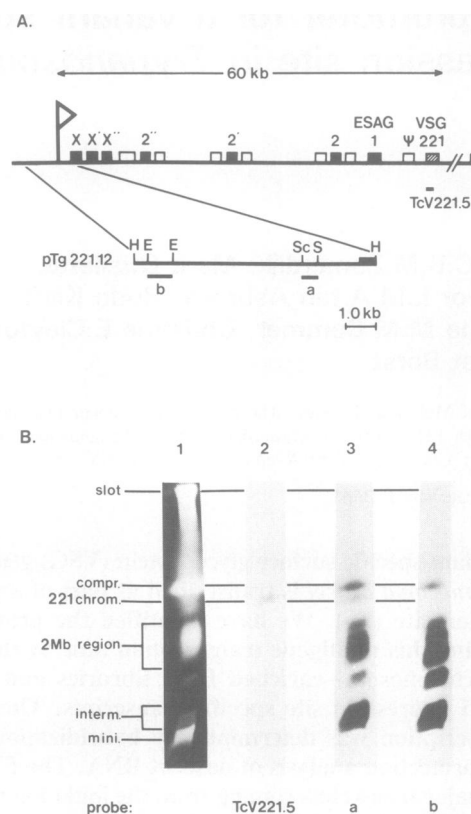 A.
60 kb
ESAG VSG
X X' X'' 2'' 2' 2 1 Ψ 221
TcV221.5
H E E Sc S H
pTg 221.12
b a
1.0 kb
B.
1 2 3 4
slot
compr.
221chrom.
2Mb region
interm.
probe: TcV221.5 a b